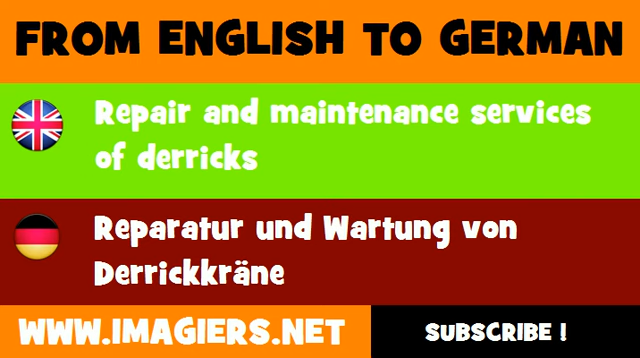 FROM ENGLISH TO GERMAN
Repair and maintenance services
of derricks
Reparatur und Wartung von
Derrickkräne
WWW.IMAGIERS.NET
SUBSCRIBE !